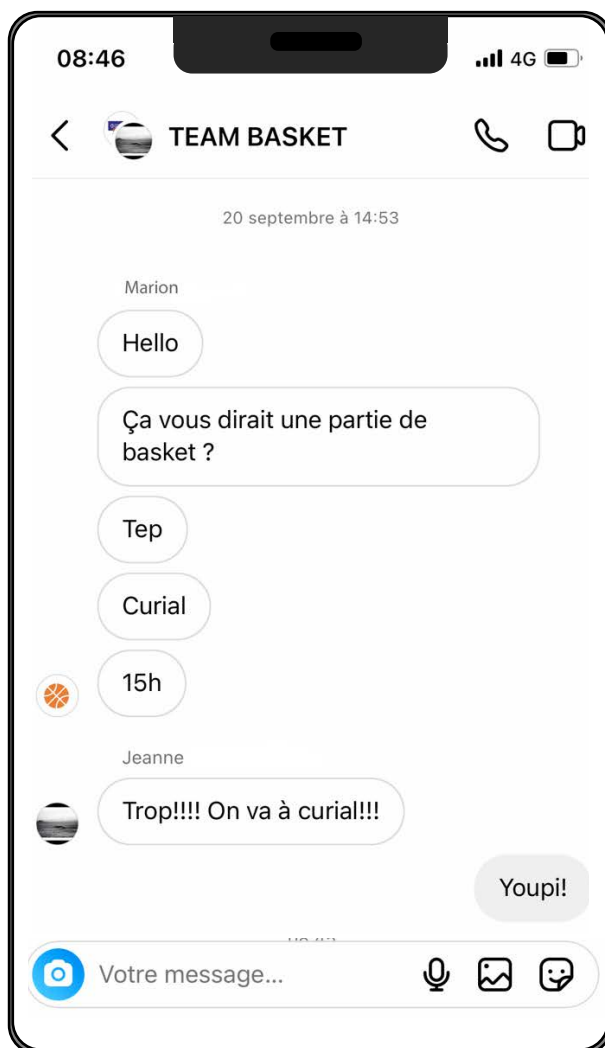 08:46
4G
TEAM BASKET
20 septembre à 14:53
Marion
Hello
Ça vous dirait une partie de
basket ?
Tep
Curial
15h
Jeanne
Trop!!!! On va à curial!!!
Youpi!
Votre message...